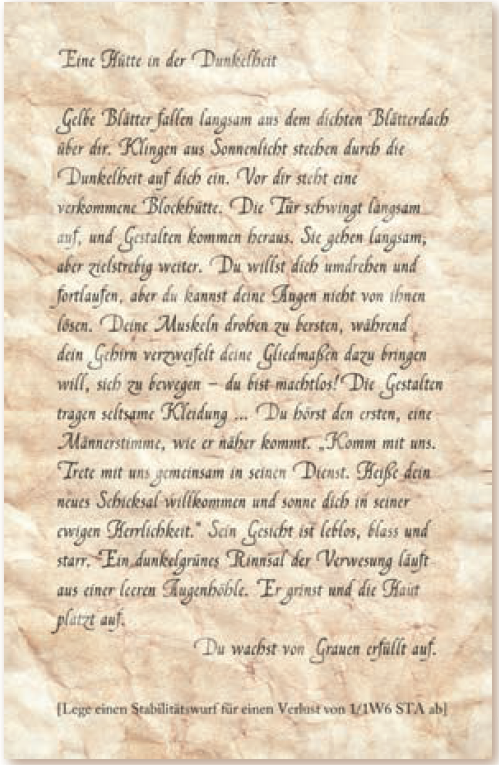 Eine Hütte in der Dunkelheit
Gelbe Blätter fallen langsam aus dem dichten Blätterdach
über dir. Klingen aus Sonnenlicht stechen durch die
Dunkelheit auf dich ein. Vor dir steht eine
verkommene Blockhütte. Die Tür schwingt langsam
auf, und Gestalten kommen heraus. Sie gehen langsam,
aber zielstrebig weiter. Du willst dich umdrehen und
fortlaufen, aber du kannst deine Augen nicht von ihnen
lösen. Deine Muskeln drohen zu bersten, während
dein Gehirn verzweifelt deine Gliedmaßen dazu bringen
will, sich zu bewegen – du bist machtlos! Die Gestalten
tragen seltsame Kleidung ... Du hörst den ersten, eine
Männerstimme, wie er näher kommt. „Komm mit uns.
Trete mit uns gemeinsam in seinen Dienst. Heiße dein
neues Schicksal willkommen und sonne dich in seiner
ewigen Herrlichkeit.“ Sein Gesicht ist leblos, blass und
starr. Ein dunkelgrünes Rinnsal der Verwesung läuft
aus einer leeren Augenhöhle. Er grinst und die Haut
platzt auf.
Du wachst von Grauen erfüllt auf.
[Lege einen Stabilitätswurf für einen Verlust von 1/1W6 STA ab]